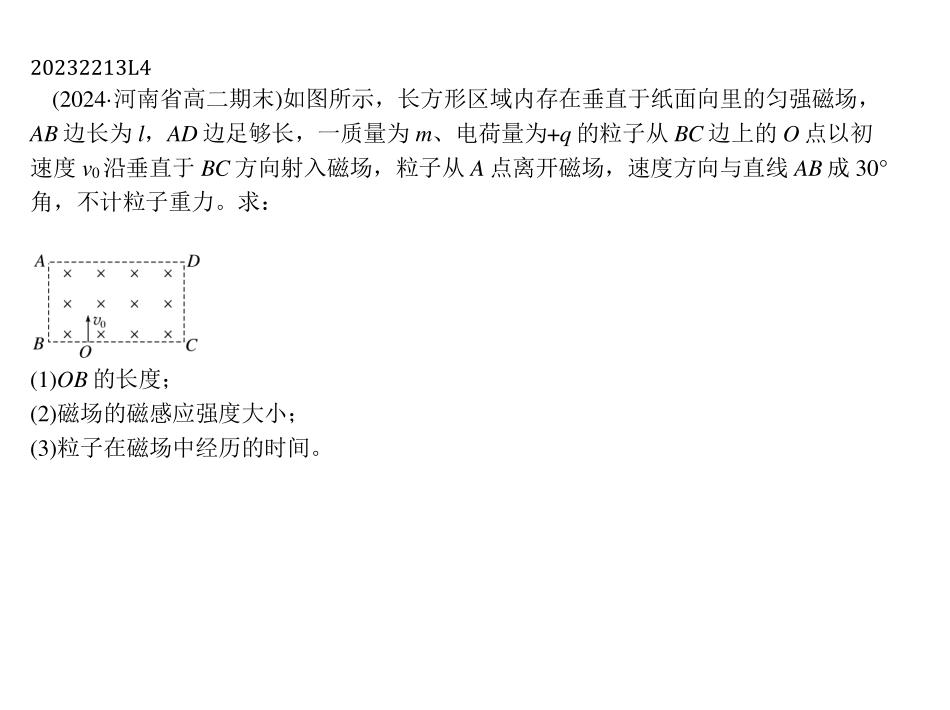 20232213L4
(2024·河南省高二期末)如图所示，长方形区域内存在垂直于纸面向里的匀强磁场，
AB 边长为 l，AD 边足够长，一质量为 m、电荷量为+q 的粒子从 BC 边上的 O 点以初
速度 v₀沿垂直于 BC 方向射入磁场，粒子从 A 点离开磁场，速度方向与直线 AB 成 30°
角，不计粒子重力。求：
A D
v₀
B O C
(1)OB 的长度；
(2)磁场的磁感应强度大小；
(3)粒子在磁场中经历的时间。